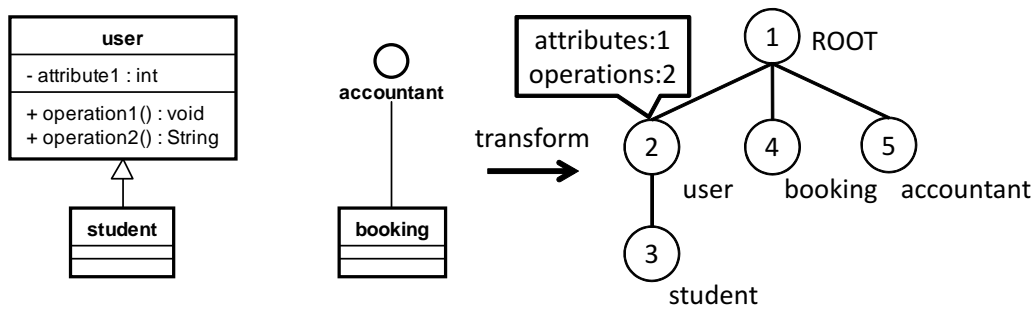 user
- attribute1 : int
+ operation1() : void
+ operation2() : String
student
accountant
booking
transform
attributes:1
operations:2
1 ROOT
2
4
5
user
booking
accountant
3
student